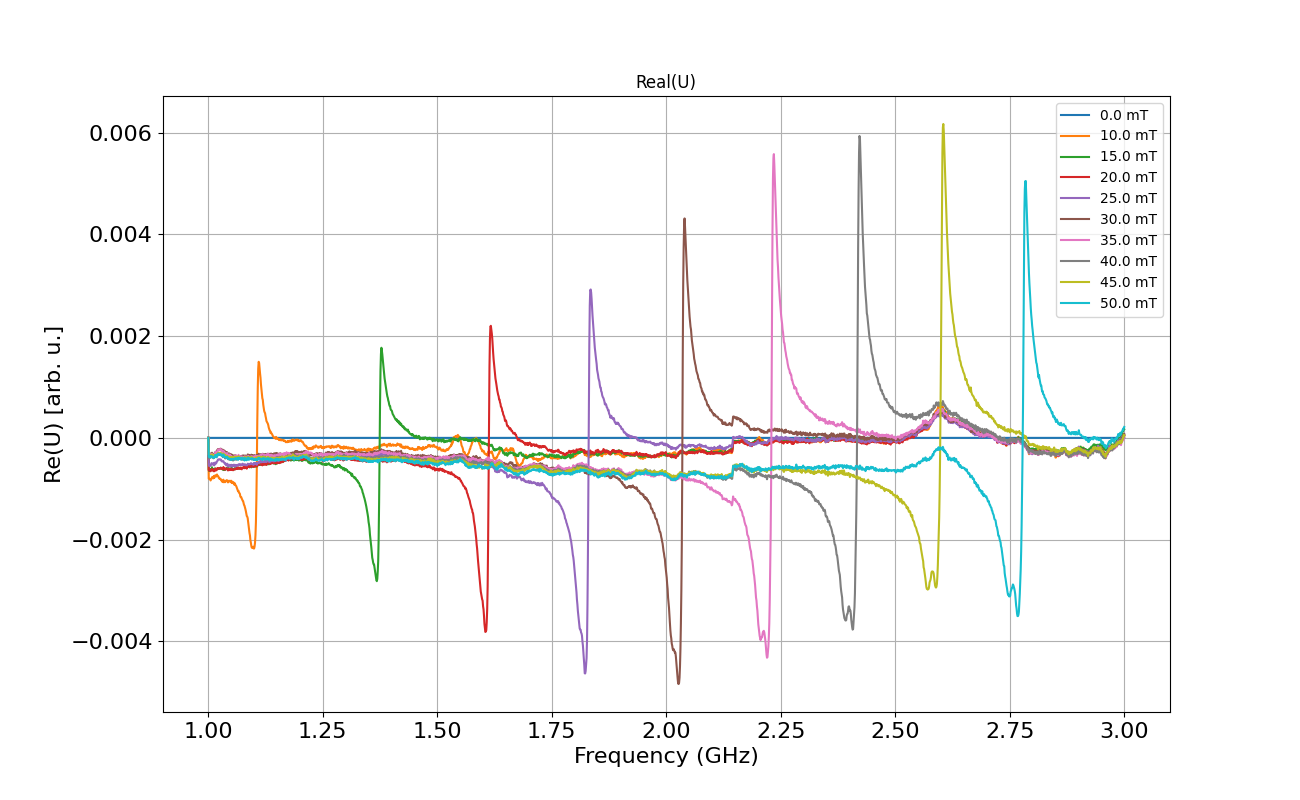 Real(U)
0.006
0.004
0.002
0.000
−0.002
−0.004
Re(U) [arb. u.]
0.0 mT
10.0 mT
15.0 mT
20.0 mT
25.0 mT
30.0 mT
35.0 mT
40.0 mT
45.0 mT
50.0 mT
1.00 1.25 1.50 1.75 2.00 2.25 2.50 2.75 3.00
Frequency (GHz)